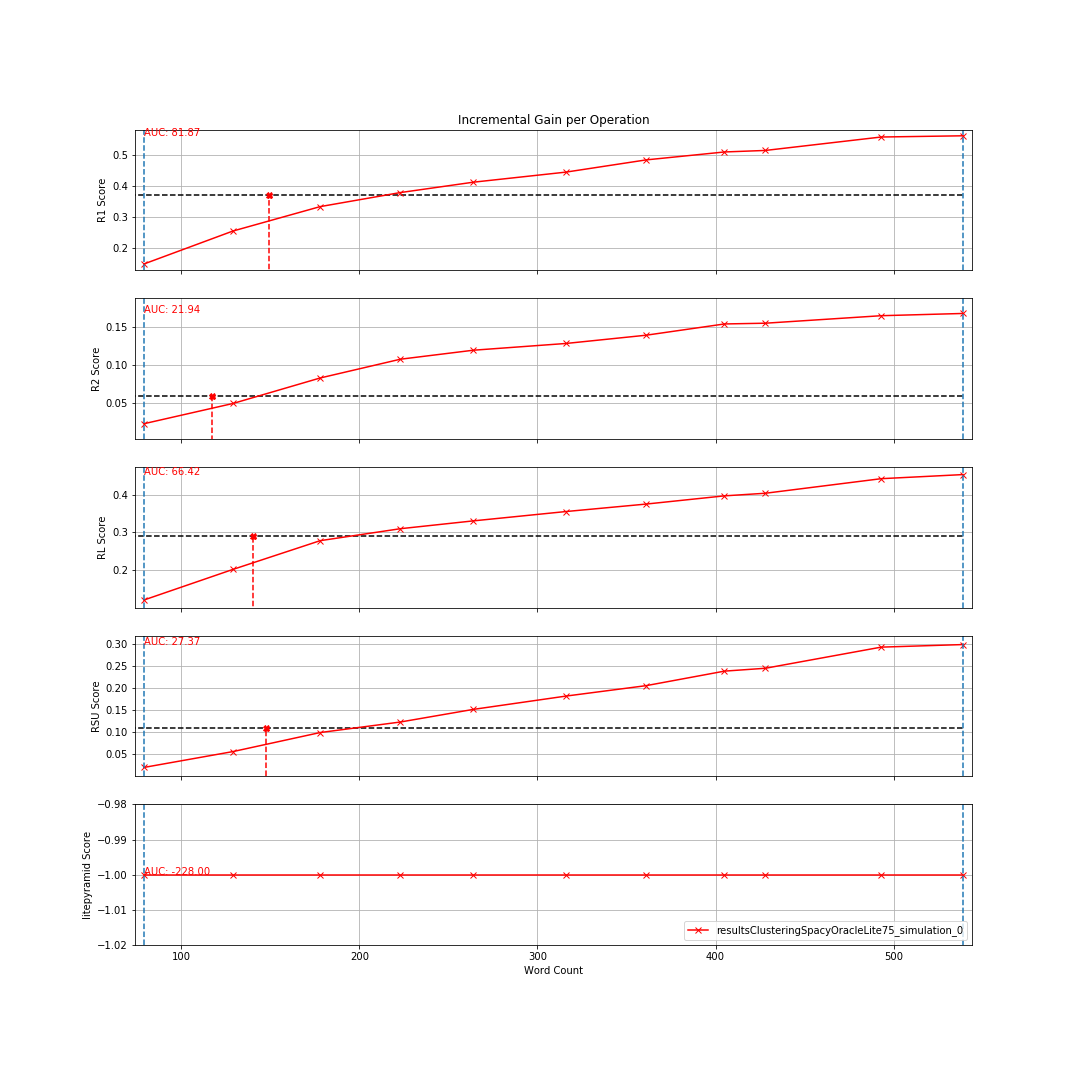 Incremental Gain per Operation
AUC: 81.87
0.5
0.4
0.3
0.2
R1 Score
AUC: 21.94
0.15
0.10
0.05
R2 Score
AUC: 66.42
0.4
0.3
0.2
RL Score
AUC: 27.37
0.30
0.25
0.20
0.15
0.10
0.05
RSU Score
−0.98
−0.99
−1.00
−1.01
−1.02
litepyramid Score
AUC: -228.00
resultsClusteringSpacyOracleLite75_simulation_0
100 200 300 400 500
Word Count